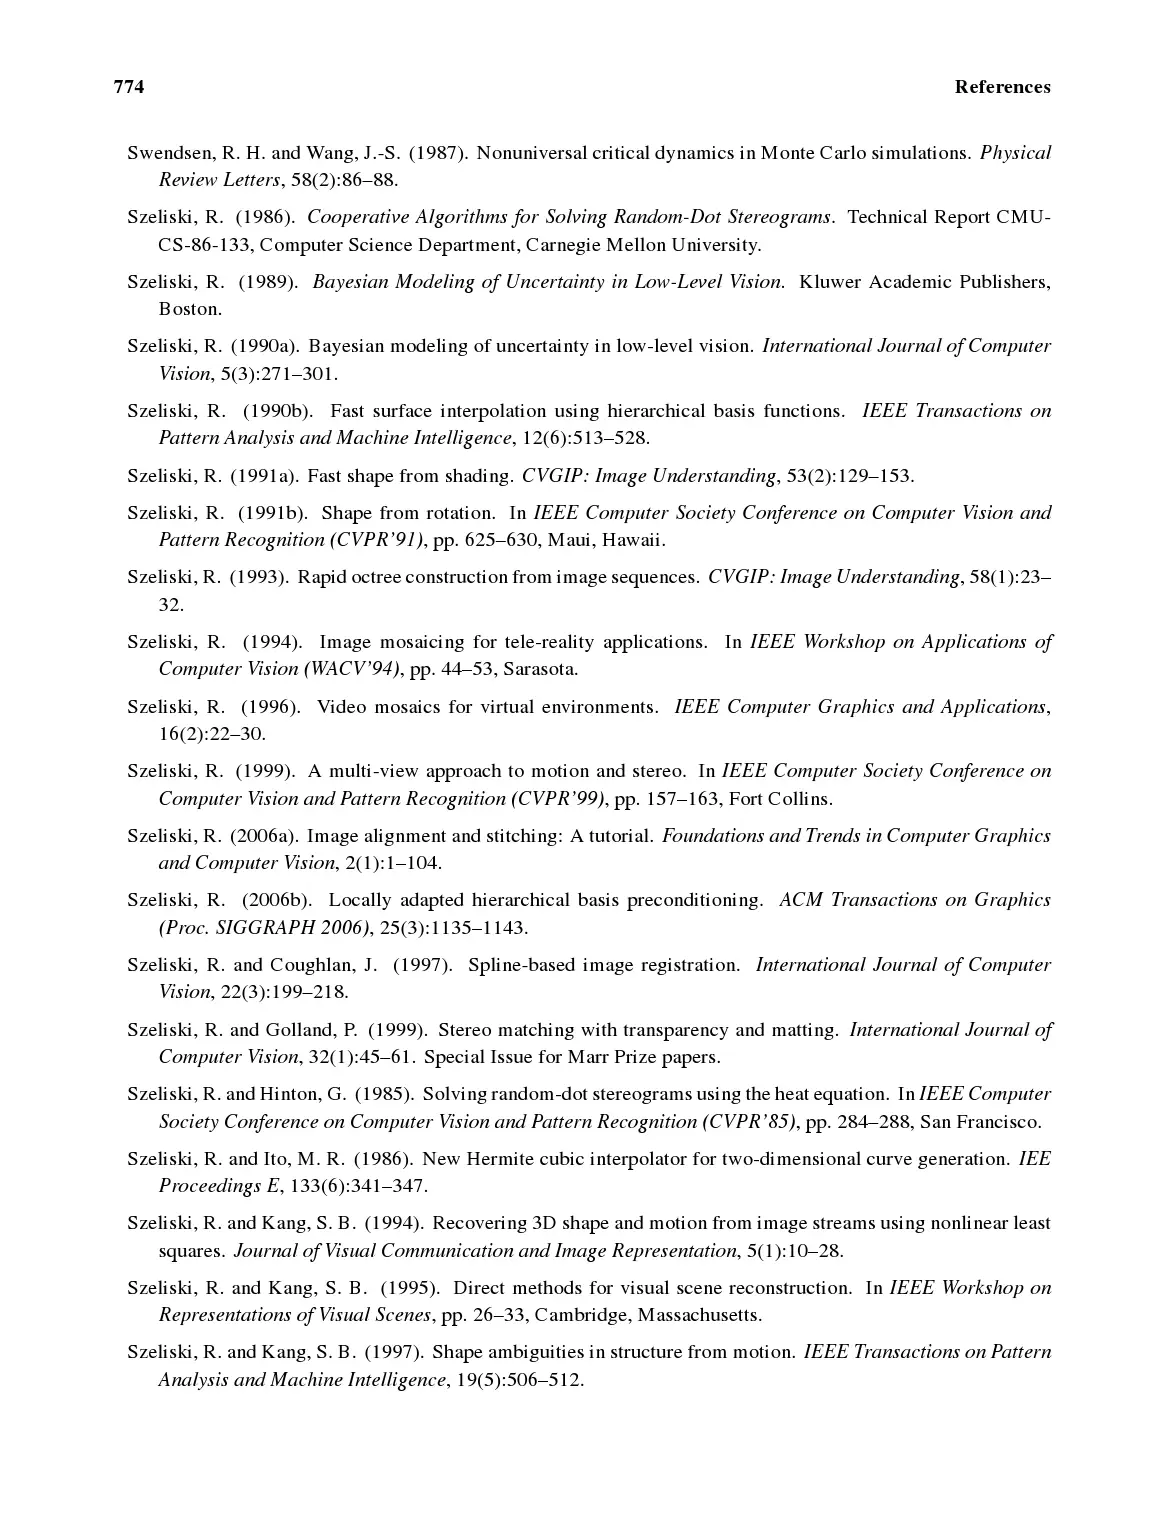 774 References
Swendsen, R. H. and Wang, J.-S. (1987). Nonuniversal critical dynamics in Monte Carlo simulations. Physical
Review Letters, 58(2):86–88.
Szeliski, R. (1986). Cooperative Algorithms for Solving Random-Dot Stereograms. Technical Report CMU-
CS-86-133, Computer Science Department, Carnegie Mellon University.
Szeliski, R. (1989). Bayesian Modeling of Uncertainty in Low-Level Vision. Kluwer Academic Publishers,
Boston.
Szeliski, R. (1990a). Bayesian modeling of uncertainty in low-level vision. International Journal of Computer
Vision, 5(3):271–301.
Szeliski, R. (1990b). Fast surface interpolation using hierarchical basis functions. IEEE Transactions on
Pattern Analysis and Machine Intelligence, 12(6):513–528.
Szeliski, R. (1991a). Fast shape from shading. CVGIP: Image Understanding, 53(2):129–153.
Szeliski, R. (1991b). Shape from rotation. In IEEE Computer Society Conference on Computer Vision and
Pattern Recognition (CVPR’91), pp. 625–630, Maui, Hawaii.
Szeliski, R. (1993). Rapid octree construction from image sequences. CVGIP: Image Understanding, 58(1):23–
32.
Szeliski, R. (1994). Image mosaicing for tele-reality applications. In IEEE Workshop on Applications of
Computer Vision (WACV’94), pp. 44–53, Sarasota.
Szeliski, R. (1996). Video mosaics for virtual environments. IEEE Computer Graphics and Applications,
16(2):22–30.
Szeliski, R. (1999). A multi-view approach to motion and stereo. In IEEE Computer Society Conference on
Computer Vision and Pattern Recognition (CVPR’99), pp. 157–163, Fort Collins.
Szeliski, R. (2006a). Image alignment and stitching: A tutorial. Foundations and Trends in Computer Graphics
and Computer Vision, 2(1):1–104.
Szeliski, R. (2006b). Locally adapted hierarchical basis preconditioning. ACM Transactions on Graphics
(Proc. SIGGRAPH 2006), 25(3):1135–1143.
Szeliski, R. and Coughlan, J. (1997). Spline-based image registration. International Journal of Computer
Vision, 22(3):199–218.
Szeliski, R. and Golland, P. (1999). Stereo matching with transparency and matting. International Journal of
Computer Vision, 32(1):45–61. Special Issue for Marr Prize papers.
Szeliski, R. and Hinton, G. (1985). Solving random-dot stereograms using the heat equation. In IEEE Computer
Society Conference on Computer Vision and Pattern Recognition (CVPR’85), pp. 284–288, San Francisco.
Szeliski, R. and Ito, M. R. (1986). New Hermite cubic interpolator for two-dimensional curve generation. IEE
Proceedings E, 133(6):341–347.
Szeliski, R. and Kang, S. B. (1994). Recovering 3D shape and motion from image streams using nonlinear least
squares. Journal of Visual Communication and Image Representation, 5(1):10–28.
Szeliski, R. and Kang, S. B. (1995). Direct methods for visual scene reconstruction. In IEEE Workshop on
Representations of Visual Scenes, pp. 26–33, Cambridge, Massachusetts.
Szeliski, R. and Kang, S. B. (1997). Shape ambiguities in structure from motion. IEEE Transactions on Pattern
Analysis and Machine Intelligence, 19(5):506–512.